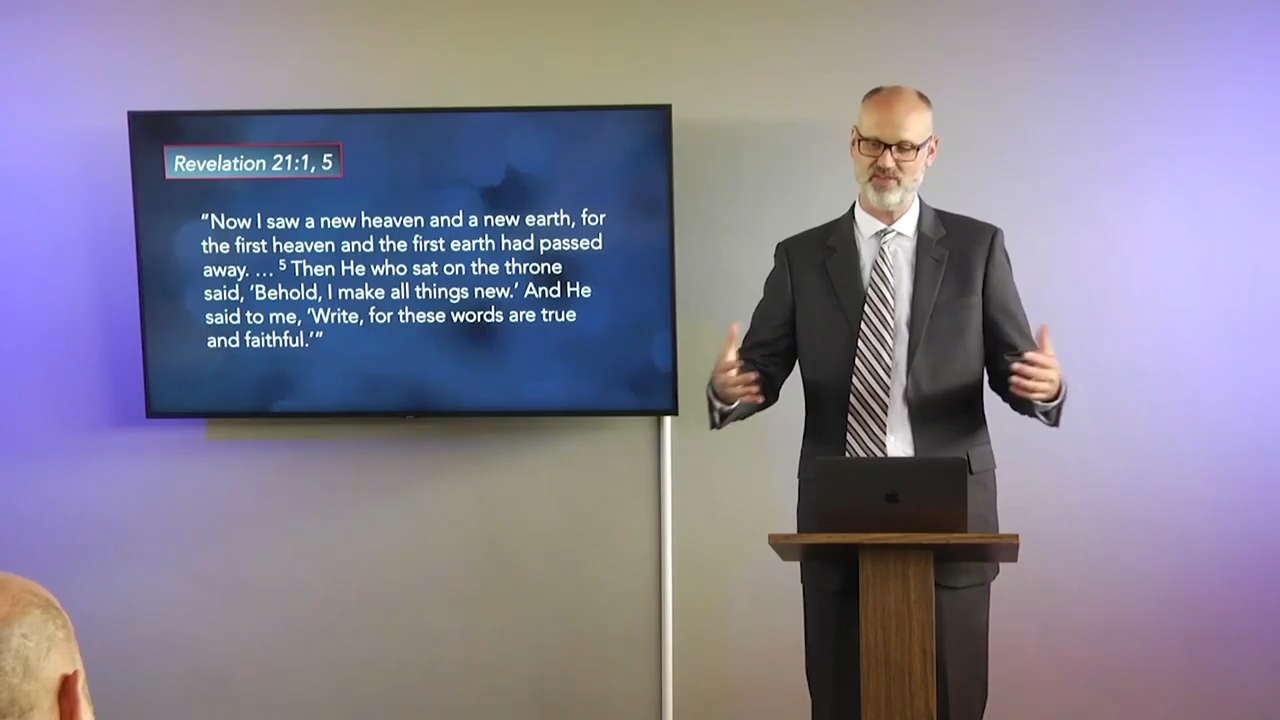 Revelation 21:1, 5
“Now I saw a new heaven and a new earth, for
the first heaven and the first earth had passed
away. … ⁵ Then He who sat on the throne
said, ‘Behold, I make all things new.’ And He
said to me, ‘Write, for these words are true
and faithful.’”